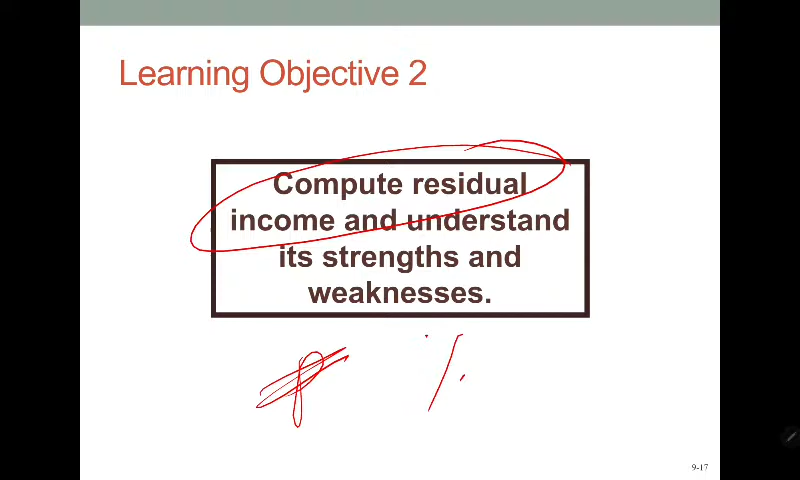 Learning Objective 2
Compute residual
income and understand
its strengths and
weaknesses.
%
9-17